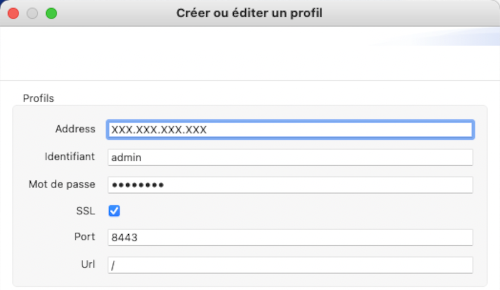 Créer ou éditer un profil
Profils
Address XXX.XXX.XXX.XXX
Identifiant admin
Mot de passe ••••••••
SSL
Port 8443
Url /